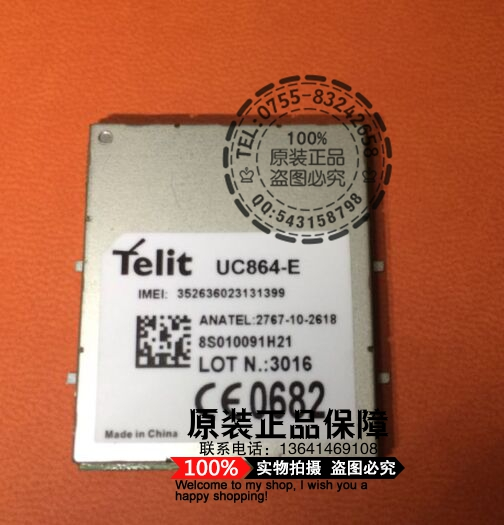 TEL:0755-83242658
100%
原装正品
盗图必究
QQ:543158798
Telit UC864-E
IMEI: 352636023131399
ANATEL:2767-10-2618
8S010091H21
LOT N.:3016
CE0682
Made in China
原装正品保障
联系电话：13641469108
100% 实物拍摄 盗图必究
Welcome to my shop, I wish you a
happy shopping!